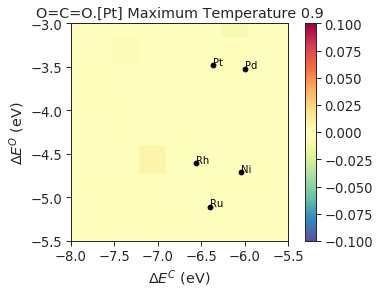 O=C=O.[Pt] Maximum Temperature 0.9
−3.0
−3.5
−4.0
−4.5
−5.0
−5.5
ΔE^O (eV)
Pt
Pd
Rh
Ni
Ru
−8.0 −7.5 −7.0 −6.5 −6.0 −5.5
ΔE^C (eV)
0.100
0.075
0.050
0.025
0.000
−0.025
−0.050
−0.075
−0.100